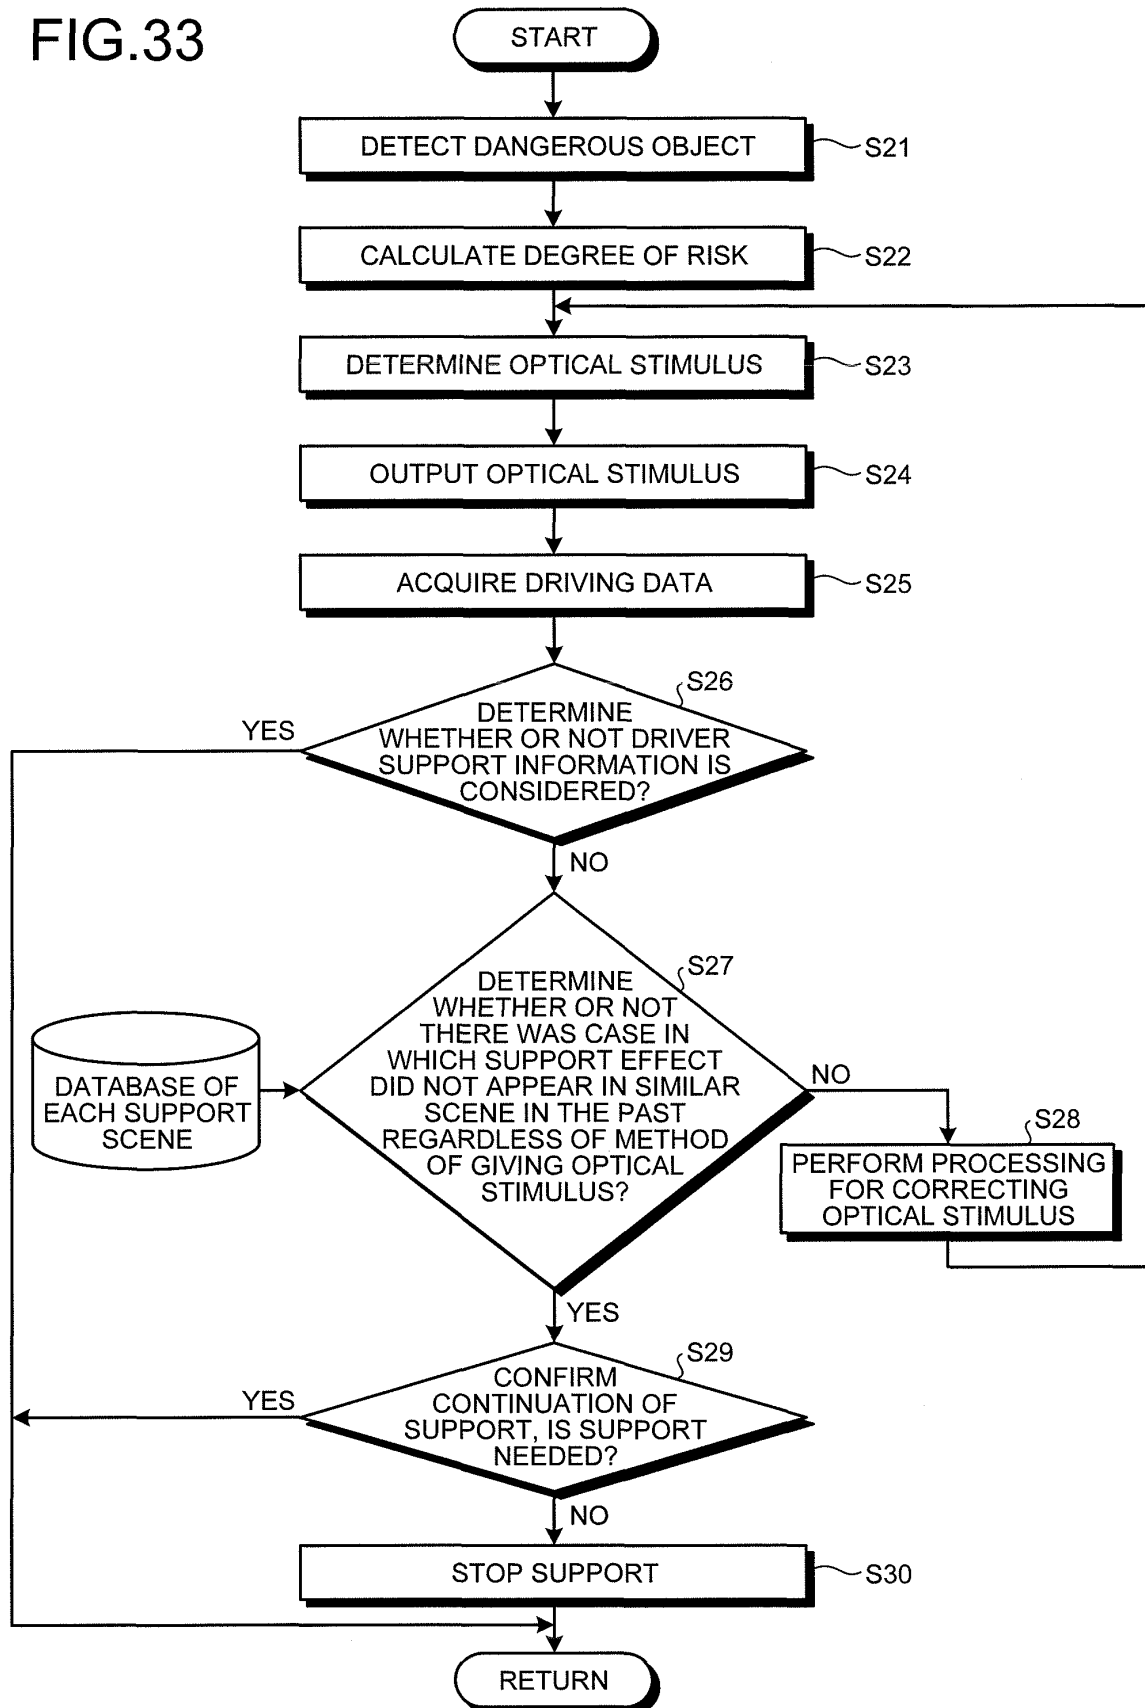 FIG.33
START
DETECT DANGEROUS OBJECT
S21
CALCULATE DEGREE OF RISK
S22
DETERMINE OPTICAL STIMULUS
S23
OUTPUT OPTICAL STIMULUS
S24
ACQUIRE DRIVING DATA
S25
S26
YES
DETERMINE
WHETHER OR NOT DRIVER
SUPPORT INFORMATION IS
CONSIDERED?
NO
S27
DETERMINE
WHETHER OR NOT
THERE WAS CASE IN
WHICH SUPPORT EFFECT
DID NOT APPEAR IN SIMILAR
SCENE IN THE PAST
REGARDLESS OF METHOD
OF GIVING OPTICAL
STIMULUS?
DATABASE OF
EACH SUPPORT
SCENE
NO
S28
PERFORM PROCESSING
FOR CORRECTING
OPTICAL STIMULUS
YES
S29
YES
CONFIRM
CONTINUATION OF
SUPPORT, IS SUPPORT
NEEDED?
NO
STOP SUPPORT
S30
RETURN